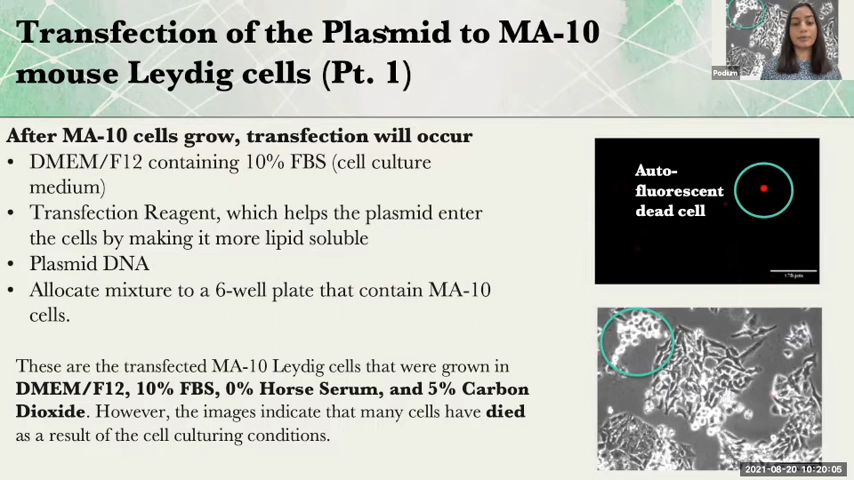 Transfection of the Plasmid to MA-10
mouse Leydig cells (Pt. 1)
Podium
After MA-10 cells grow, transfection will occur
• DMEM/F12 containing 10% FBS (cell culture
medium)
• Transfection Reagent, which helps the plasmid enter
the cells by making it more lipid soluble
• Plasmid DNA
• Allocate mixture to a 6-well plate that contain MA-10
cells.
These are the transfected MA-10 Leydig cells that were grown in
DMEM/F12, 10% FBS, 0% Horse Serum, and 5% Carbon
Dioxide. However, the images indicate that many cells have died
as a result of the cell culturing conditions.
Auto-
fluorescent
dead cell
2021-08-20 10:20:05